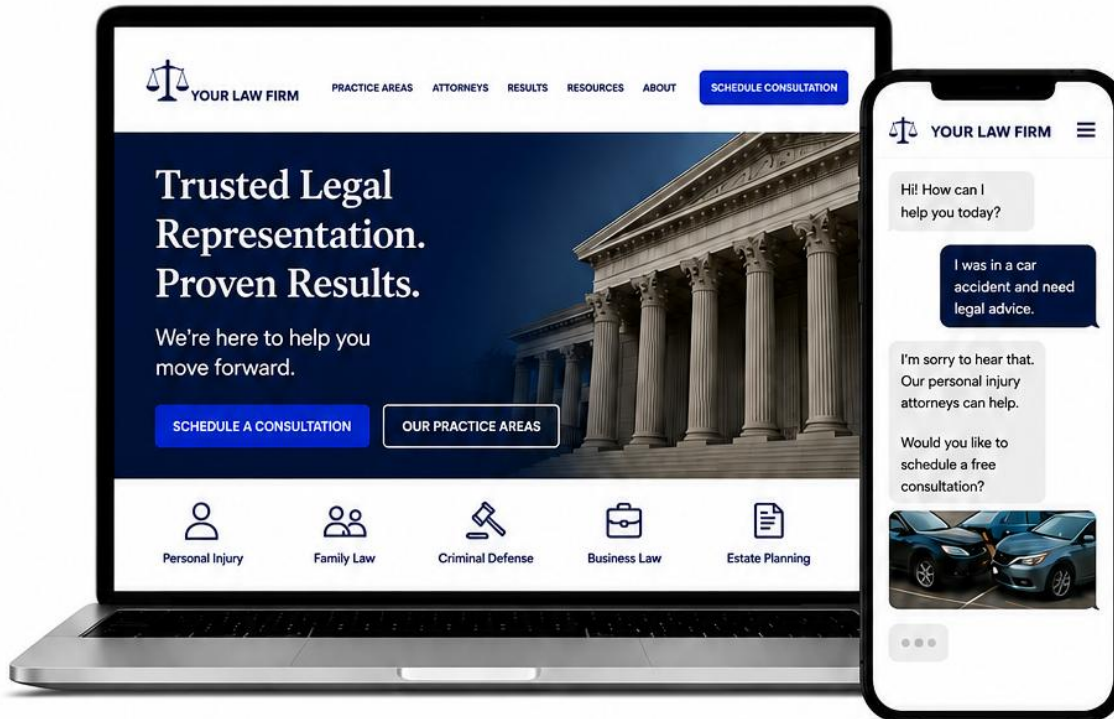 YOUR LAW FIRM
PRACTICE AREAS
ATTORNEYS
RESULTS
RESOURCES
ABOUT
SCHEDULE CONSULTATION
Trusted Legal
Representation.
Proven Results.
We're here to help you
move forward.
SCHEDULE A CONSULTATION
OUR PRACTICE AREAS
Personal Injury
Family Law
Criminal Defense
Business Law
Estate Planning
YOUR LAW FIRM
Hi! How can I
help you today?
I was in a car
accident and need
legal advice.
I'm sorry to hear that.
Our personal injury
attorneys can help.
Would you like to
schedule a free
consultation?